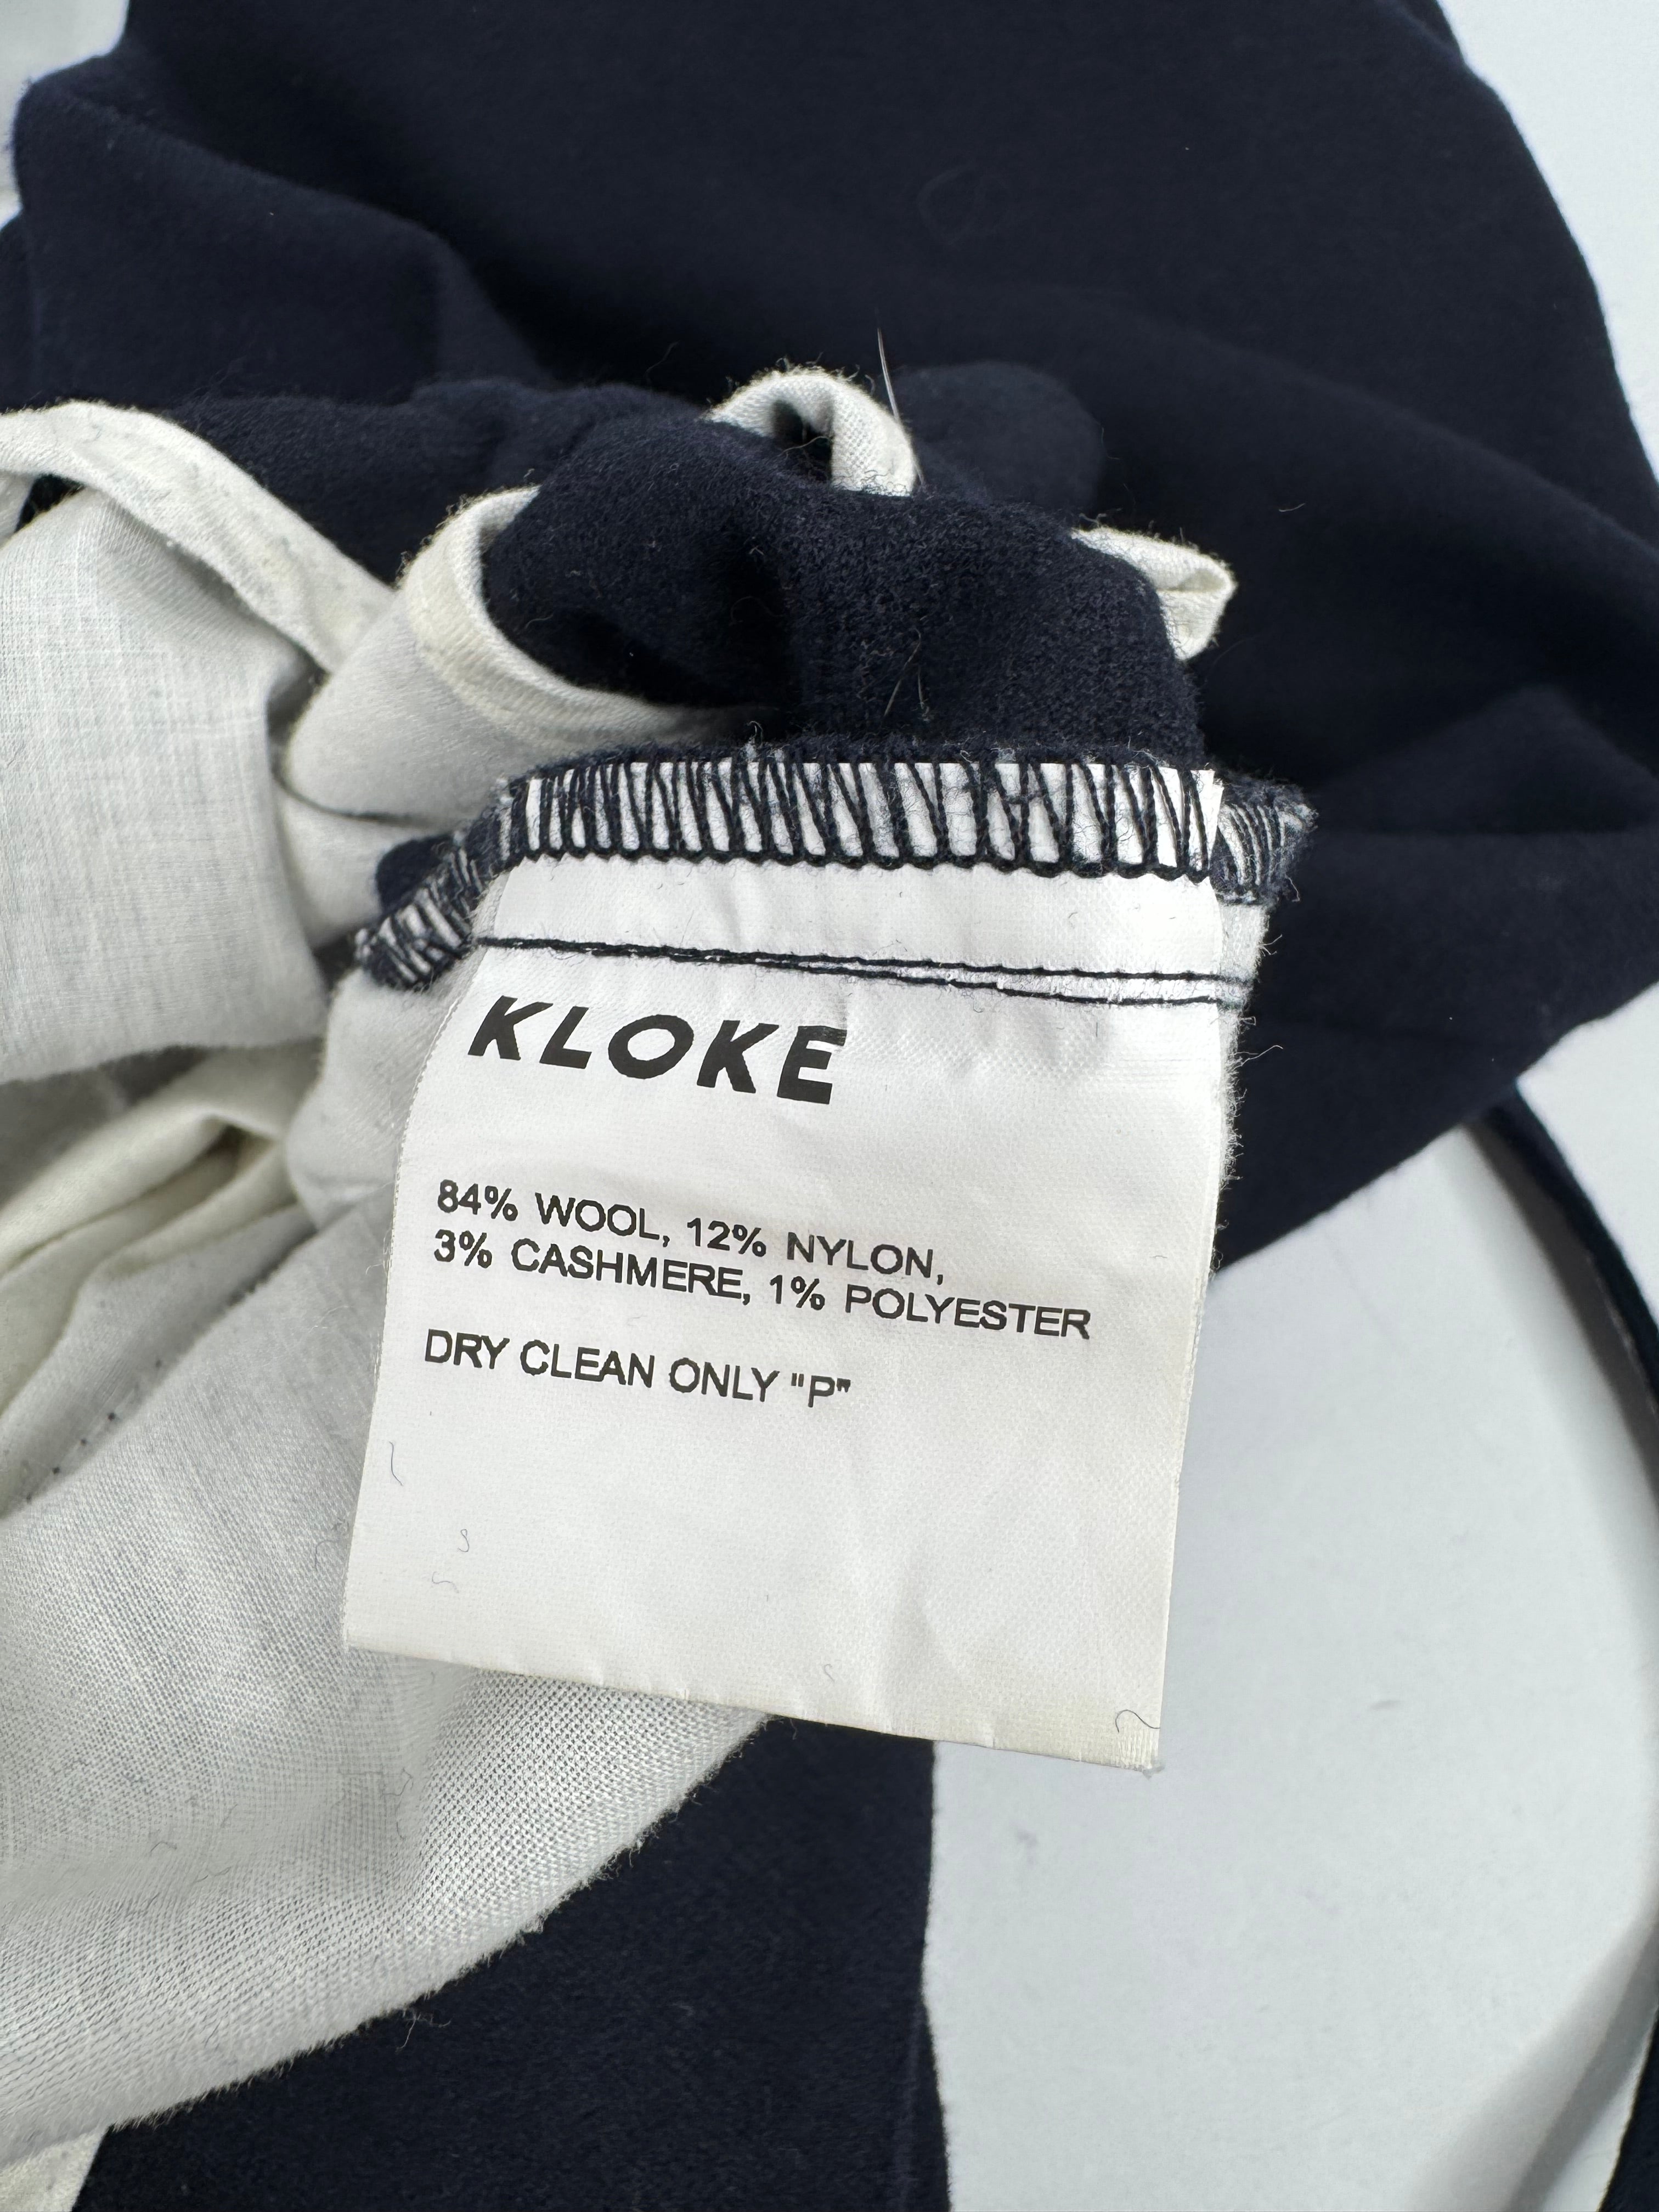 KLOKE
84% WOOL, 12% NYLON,
3% CASHMERE, 1% POLYESTER
DRY CLEAN ONLY "P"